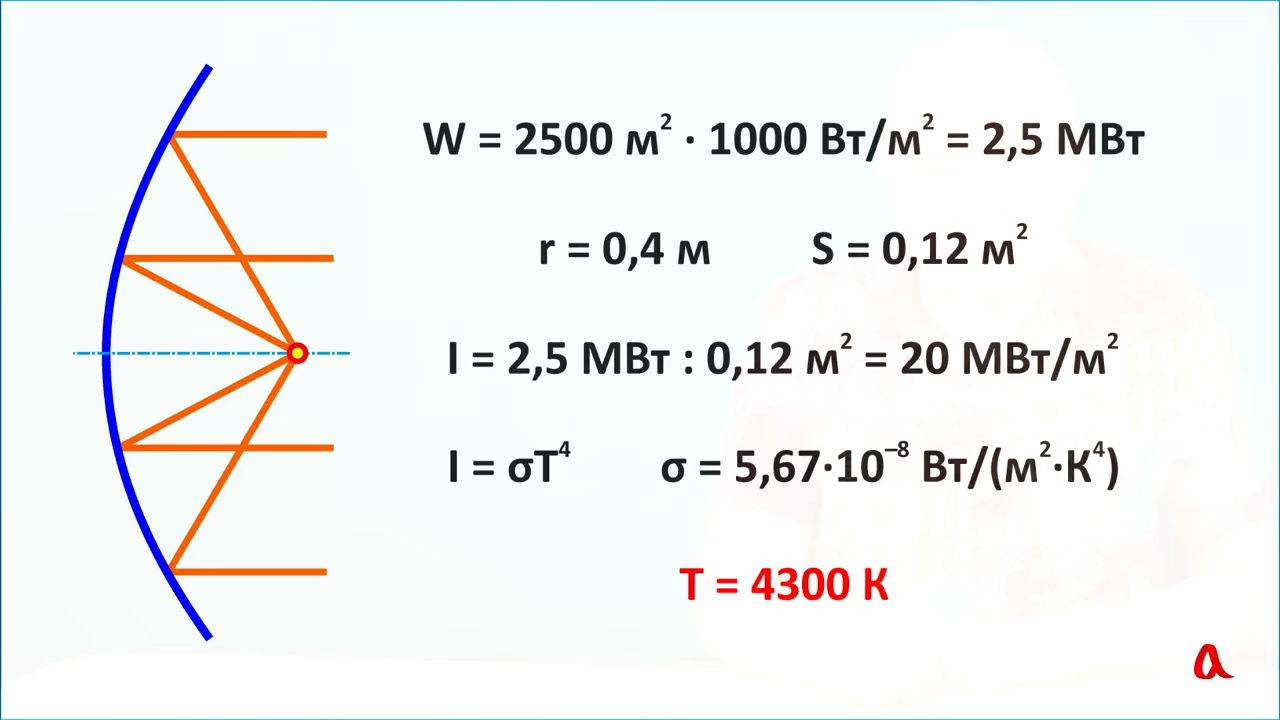 W = 2500 м² · 1000 Вт/м² = 2,5 МВт
r = 0,4 м S = 0,12 м²
I = 2,5 МВт : 0,12 м² = 20 МВт/м²
I = σT⁴ σ = 5,67·10⁻⁸ Вт/(м²·К⁴)
T = 4300 К
a